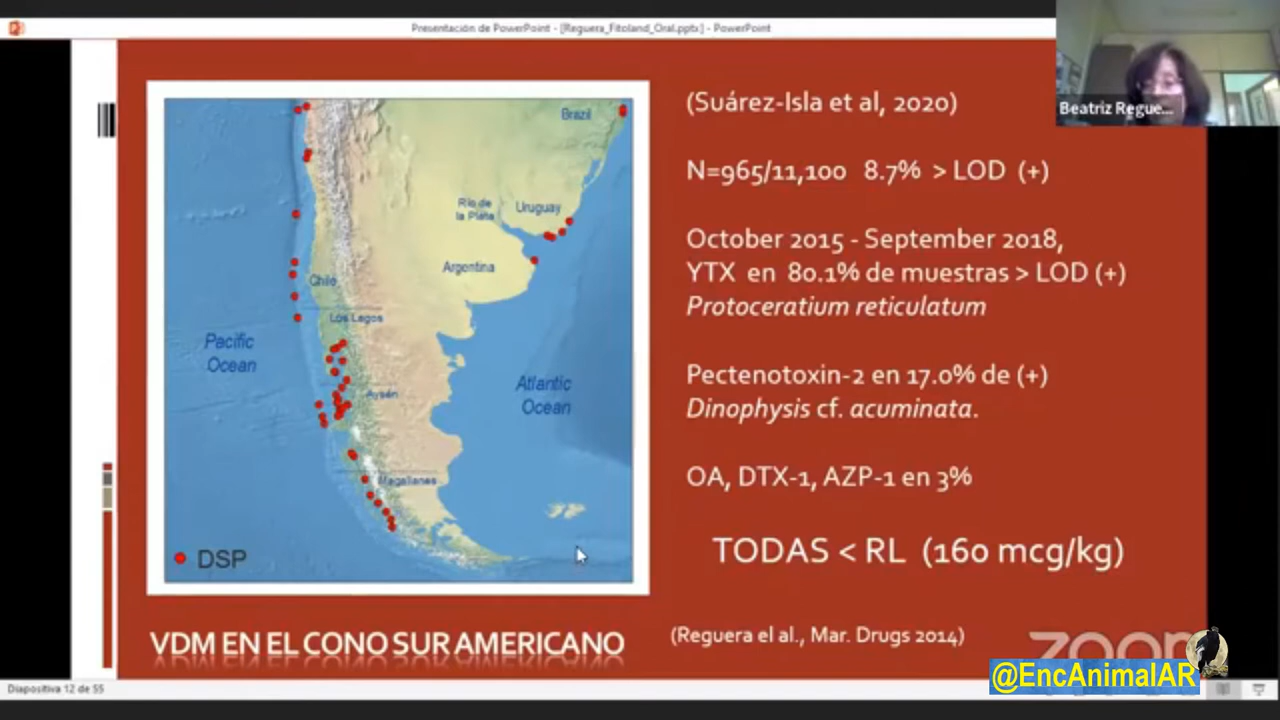 Presentación de PowerPoint - [Reguera_Fitoland_Oral.pptx] - PowerPoint
Beatriz Regue...
(Suárez-Isla et al, 2020)
N=965/11,100 8.7% > LOD (+)
October 2015 - September 2018,
YTX en 80.1% de muestras > LOD (+)
Protoceratium reticulatum
Pectenotoxin-2 en 17.0% de (+)
Dinophysis cf. acuminata.
OA, DTX-1, AZP-1 en 3%
TODAS < RL (160 mcg/kg)
(Reguera el al., Mar. Drugs 2014)
Brazil
Río de
la Plata
Uruguay
Argentina
Chile
Los Lagos
Pacific
Ocean
Aysén
Atlantic
Ocean
Magallanes
DSP
VDM EN EL CONO SUR AMERICANO
zoom
@EncAnimalAR
Diapositiva 12 de 55